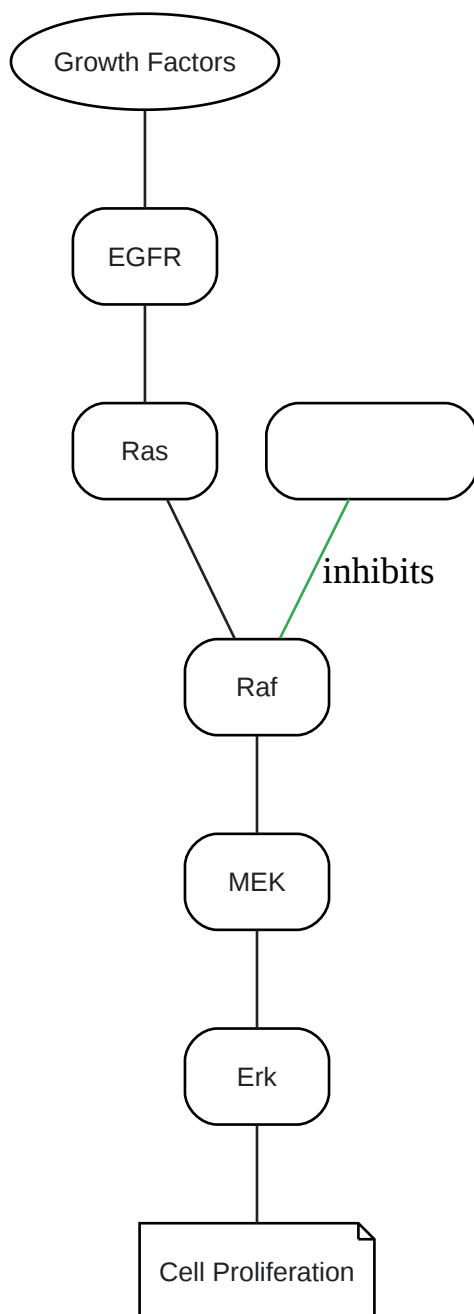 Growth Factors
EGFR
Ras
inhibits
Raf
MEK
Erk
Cell Proliferation